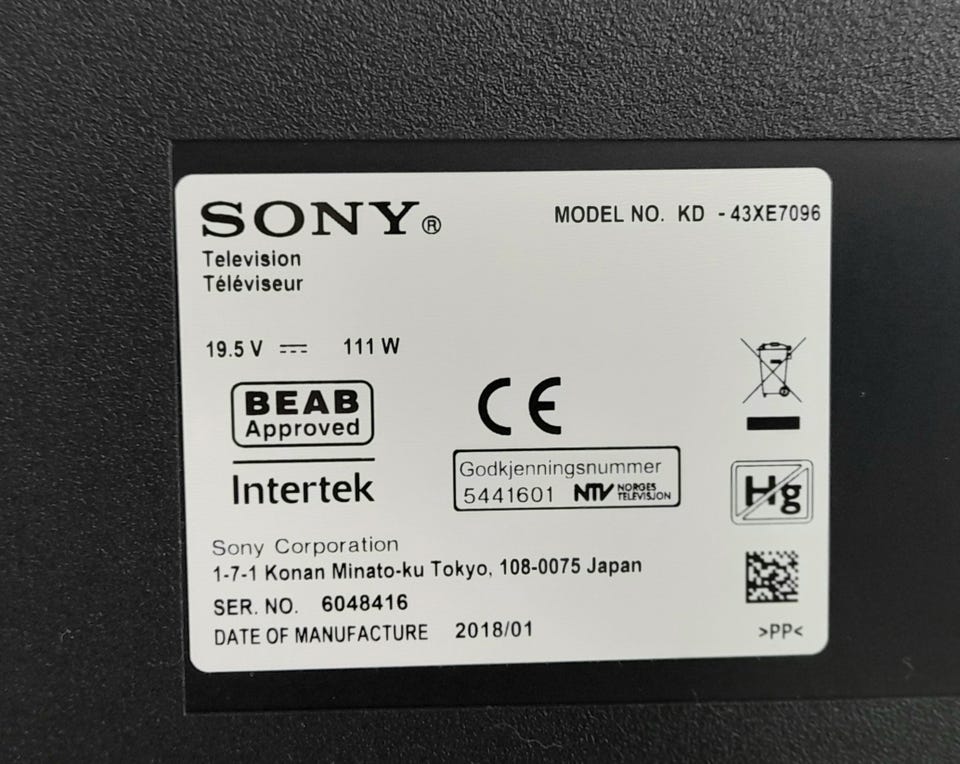 SONY®
MODEL NO. KD - 43XE7096
Television
Téléviseur
19.5 V 111 W
BEAB
Approved
Intertek
CE
Godkjenningsnummer
5441601 NTV NORGES TELEVISJON
Hg
Sony Corporation
1-7-1 Konan Minato-ku Tokyo, 108-0075 Japan
SER. NO. 6048416
DATE OF MANUFACTURE 2018/01
>PP<